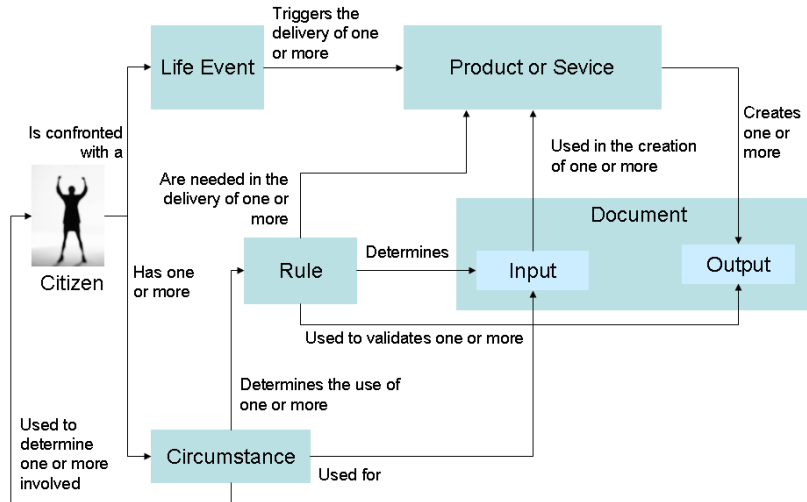 Triggers the
delivery of one
or more
Life Event
Product or Sevice
Is confronted
with a
Creates
one or
more
Used in the creation
of one or more
Are needed in the
delivery of one or
more
Document
Citizen
Has one
or more
Rule
Determines
Input
Output
Used to validates one or more
Determines the use of
one or more
Used to
determine
one or more
involved
Circumstance
Used for